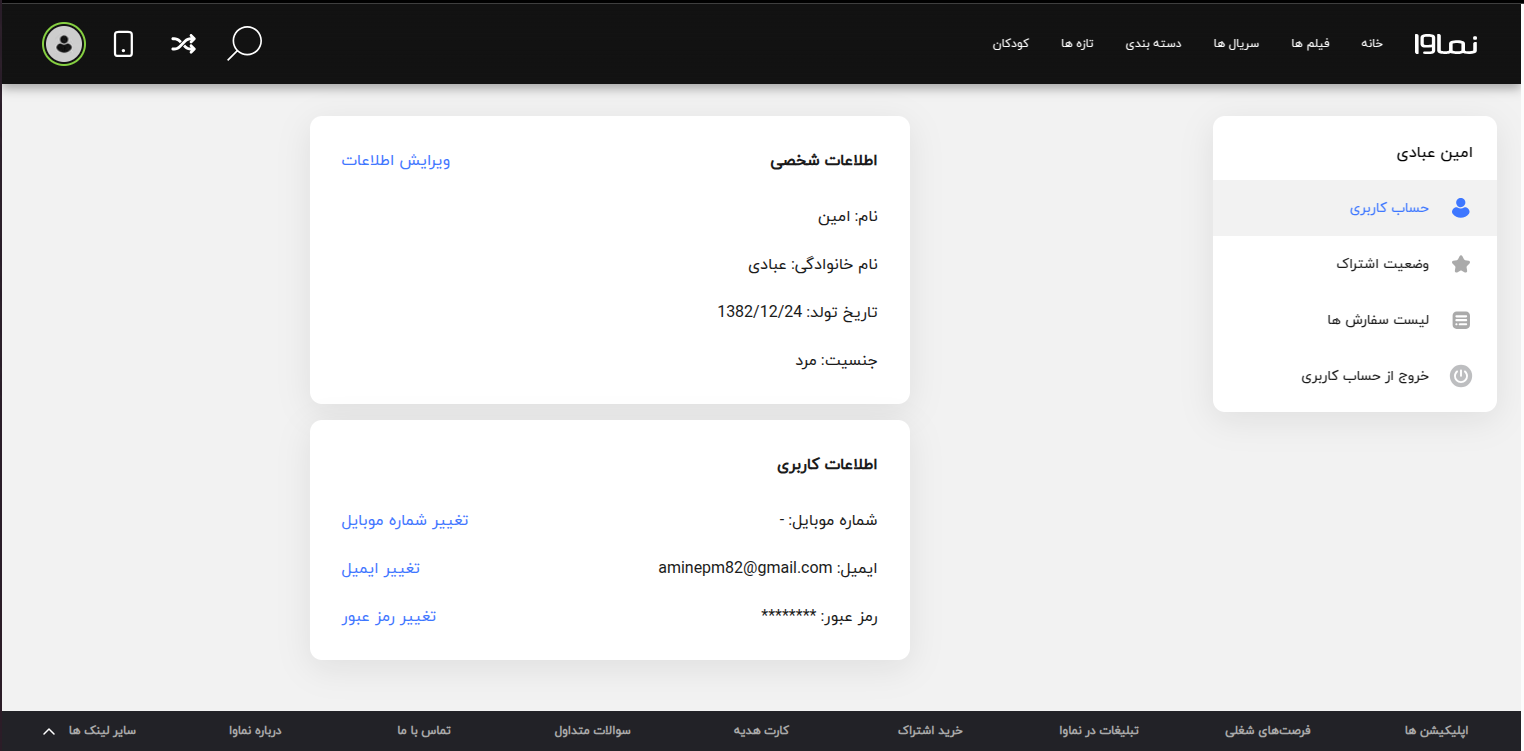 نماوا
خانه
فیلم ها
سریال ها
دسته بندی
تازه ها
کودکان
امین عبادی
حساب کاربری
وضعیت اشتراک
لیست سفارش ها
خروج از حساب کاربری
اطلاعات شخصی
ویرایش اطلاعات
نام: امین
نام خانوادگی: عبادی
تاریخ تولد: 1382/12/24
جنسیت: مرد
اطلاعات کاربری
شماره موبایل: -
تغییر شماره موبایل
ایمیل: aminepm82@gmail.com
تغییر ایمیل
رمز عبور: ********
تغییر رمز عبور
اپلیکیشن ها
فرصت‌های شغلی
تبلیغات در نماوا
خرید اشتراک
کارت هدیه
سوالات متداول
تماس با ما
درباره نماوا
سایر لینک ها